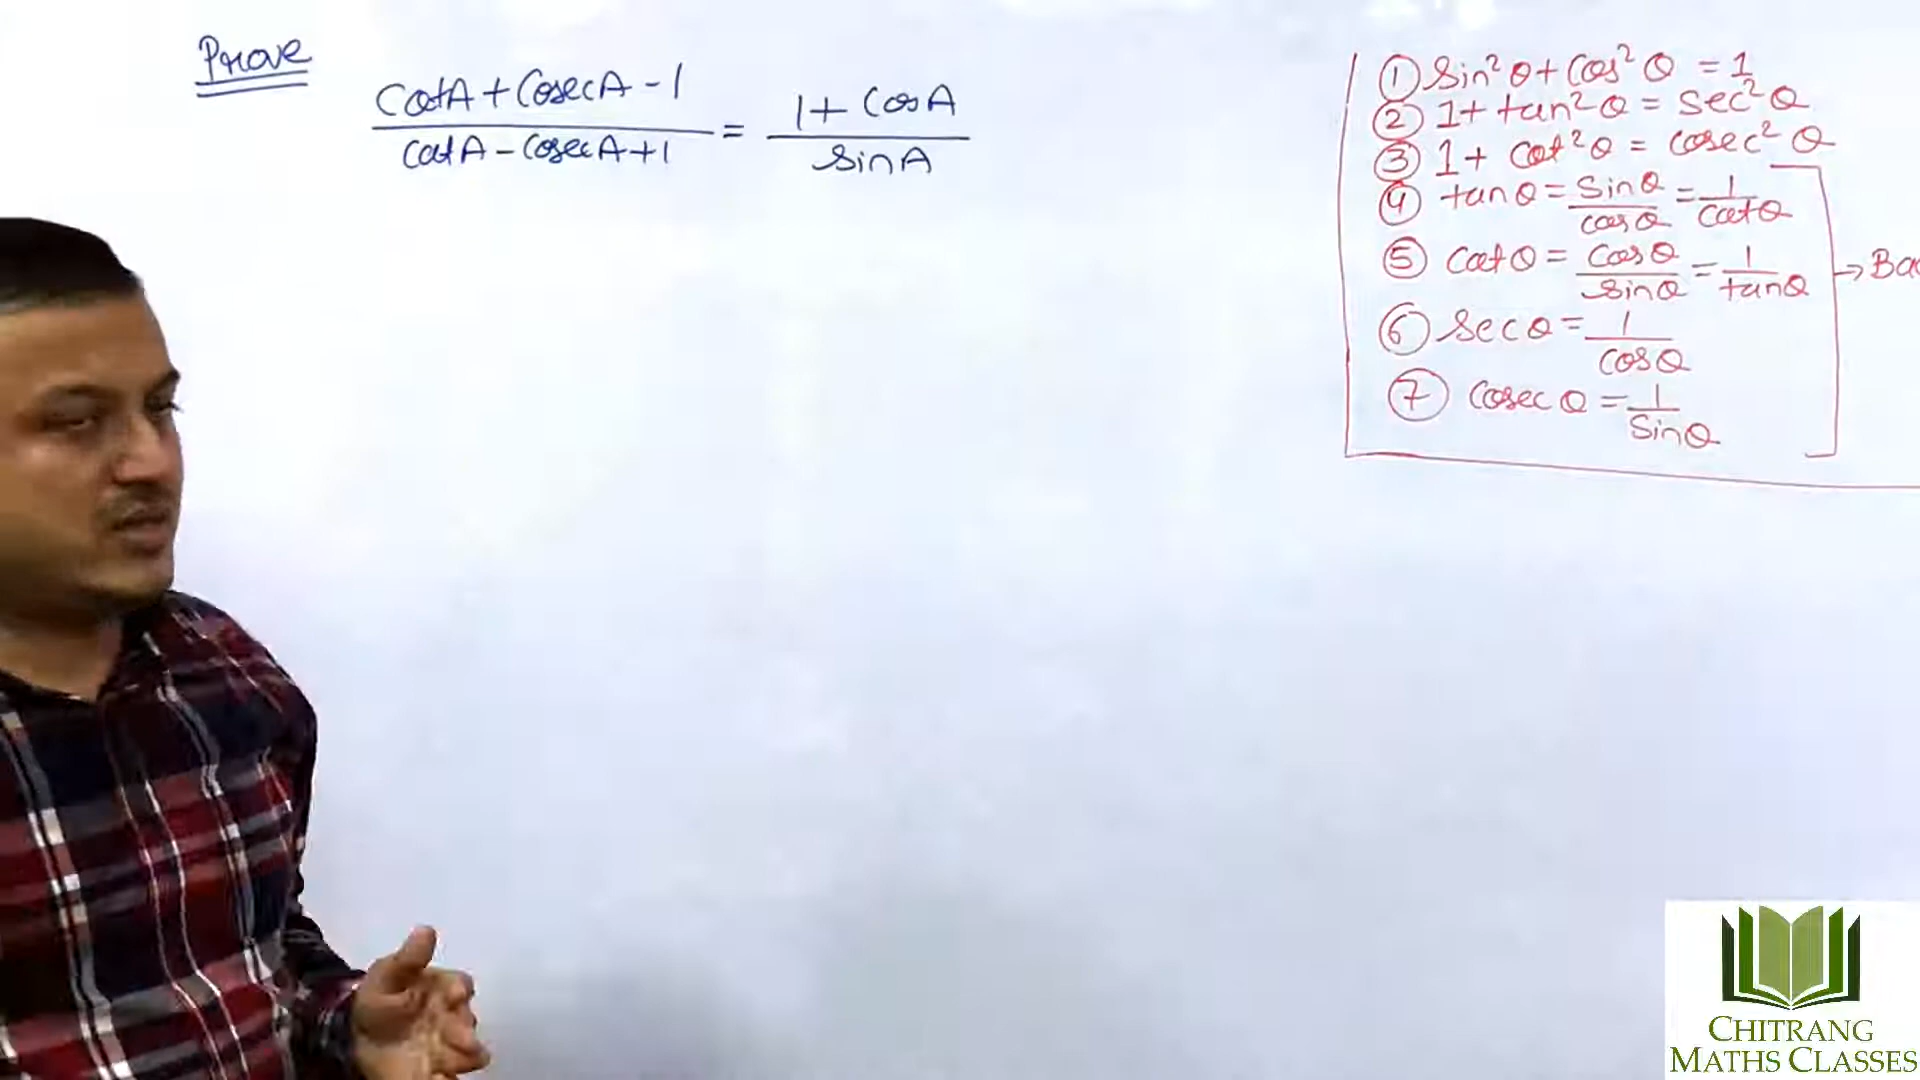 Prove
cotA + cosecA - 1 / cotA - cosecA + 1 = 1 + cosA / sinA
① sin²θ + cos²θ = 1
② 1 + tan²θ = sec²θ
③ 1 + cot²θ = cosec²θ
④ tanθ = sinθ / cosθ = 1 / cotθ
⑤ cotθ = cosθ / sinθ = 1 / tanθ
⑥ secθ = 1 / cosθ
⑦ cosecθ = 1 / sinθ
CHITRANG
MATHS CLASSES